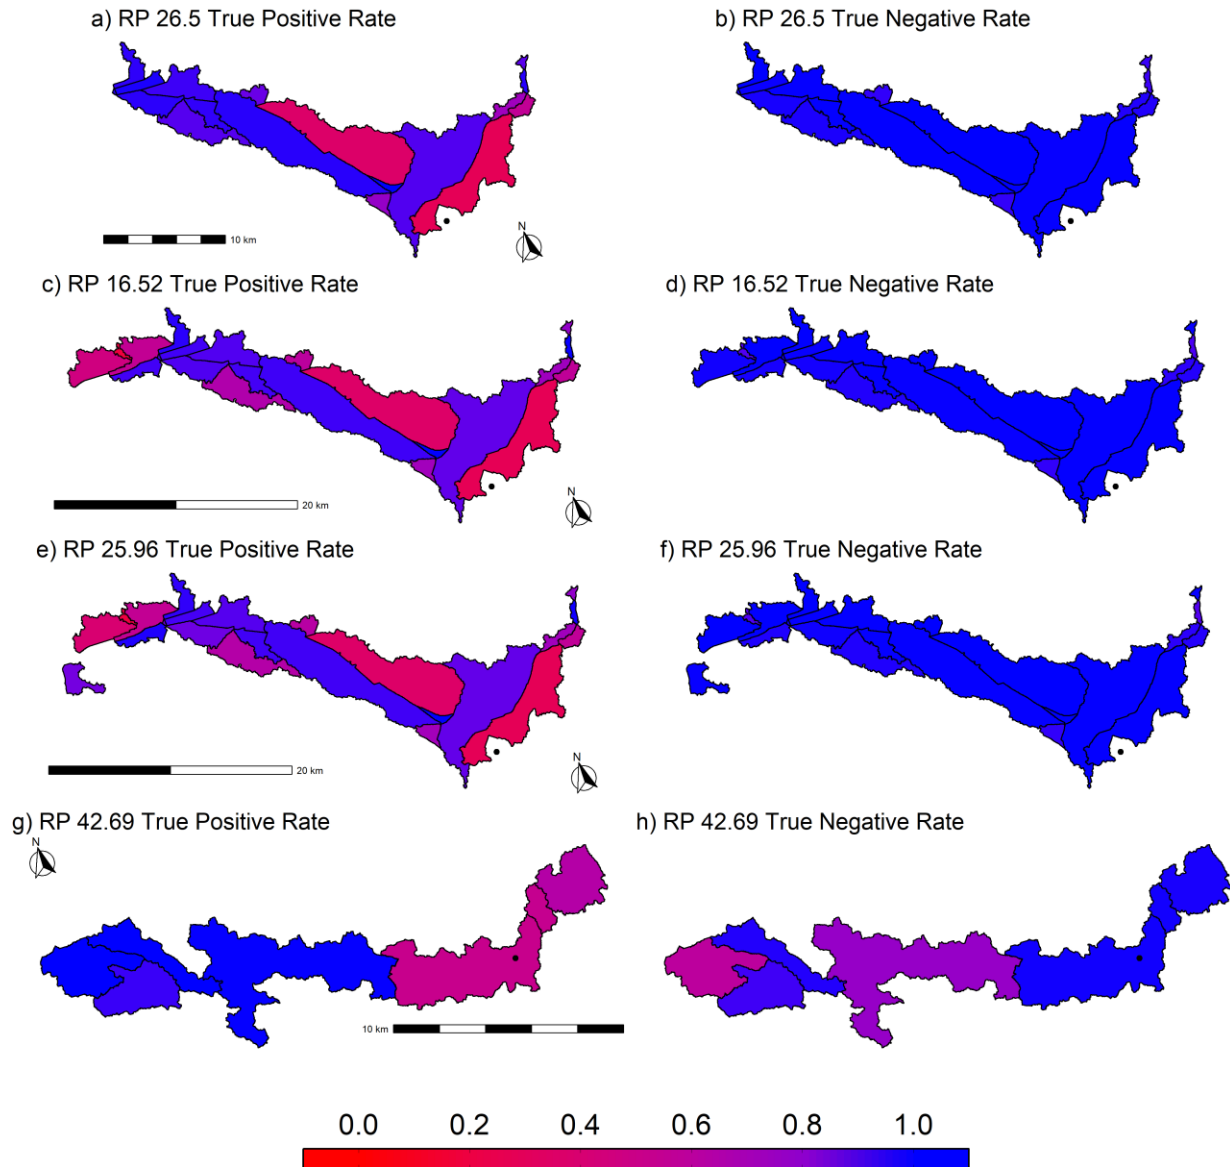 a) RP 26.5 True Positive Rate
b) RP 26.5 True Negative Rate
10 km
N
c) RP 16.52 True Positive Rate
d) RP 16.52 True Negative Rate
20 km
N
e) RP 25.96 True Positive Rate
f) RP 25.96 True Negative Rate
20 km
N
g) RP 42.69 True Positive Rate
h) RP 42.69 True Negative Rate
N
10 km
0.0 0.2 0.4 0.6 0.8 1.0